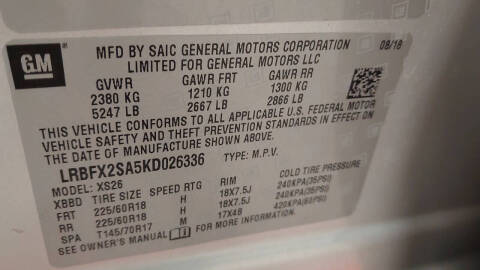 GM
MFD BY SAIC GENERAL MOTORS CORPORATION 08/18
LIMITED FOR GENERAL MOTORS LLC
GVWR GAWR FRT GAWR RR
2380 KG 1210 KG 1300 KG
5247 LB 2667 LB 2866 LB
THIS VEHICLE CONFORMS TO ALL APPLICABLE U.S. FEDERAL MOTOR
VEHICLE SAFETY, BUMPER, AND THEFT PREVENTION STANDARDS IN
EFFECT ON THE DATE OF MANUFACTURE SHOWN ABOVE.
LRBFX2SA5KD026336 TYPE: M.P.V.
MODEL: XS26
XBBD TIRE SIZE SPEED RTG RIM COLD TIRE PRESSURE
FRT 225/60R18 H 18X7.5J 240KPA(35PSI)
RR 225/60R18 H 18X7.5J 240KPA(35PSI)
SPA T145/70R17 M 17X4B 420KPA(60PSI)
SEE OWNER'S MANUAL FOR MORE INFORMATION.